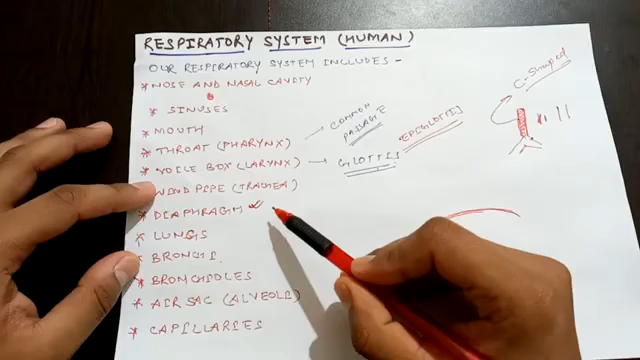 RESPIRATORY SYSTEM (HUMAN)
OUR RESPIRATORY SYSTEM INCLUDES -
* NOSE AND NASAL CAVITY
* SINUSES
* MOUTH
* THROAT (PHARYNX) → COMMON PASSAGE
* VOICE BOX (LARYNX) → GLOTTIS EPIGLOTTIS
WIND PIPE (TRACHEA)
* DIAPHRAGM ✓
* LUNGS
* BRONCHI
* BRONCHIOLES
* AIR SAC (ALVEOLI)
* CAPILLARIES
C-Shaped